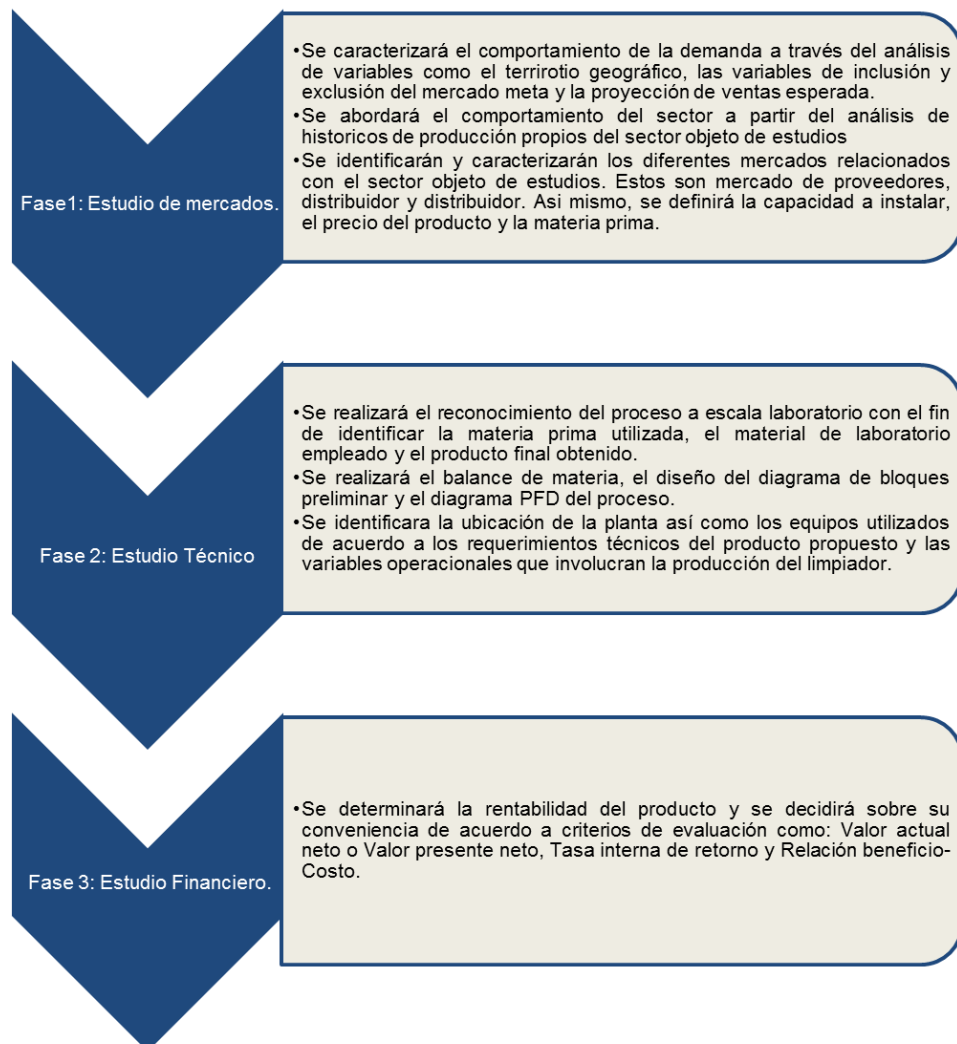 Fase1: Estudio de mercados.
•Se caracterizará el comportamiento de la demanda a través del análisis
de variables como el terrirotio geográfico, las variables de inclusión y
exclusión del mercado meta y la proyección de ventas esperada.
•Se abordará el comportamiento del sector a partir del análisis de
historicos de producción propios del sector objeto de estudios
•Se identificarán y caracterizarán los diferentes mercados relacionados
con el sector objeto de estudios. Estos son mercado de proveedores,
distribuidor y distribuidor. Asi mismo, se definirá la capacidad a instalar,
el precio del producto y la materia prima.
Fase 2: Estudio Técnico
•Se realizará el reconocimiento del proceso a escala laboratorio con el fin
de identificar la materia prima utilizada, el material de laboratorio
empleado y el producto final obtenido.
•Se realizará el balance de materia, el diseño del diagrama de bloques
preliminar y el diagrama PFD del proceso.
•Se identificara la ubicación de la planta así como los equipos utilizados
de acuerdo a los requerimientos técnicos del producto propuesto y las
variables operacionales que involucran la producción del limpiador.
Fase 3: Estudio Financiero.
•Se determinará la rentabilidad del producto y se decidirá sobre su
conveniencia de acuerdo a criterios de evaluación como: Valor actual
neto o Valor presente neto, Tasa interna de retorno y Relación beneficio-
Costo.